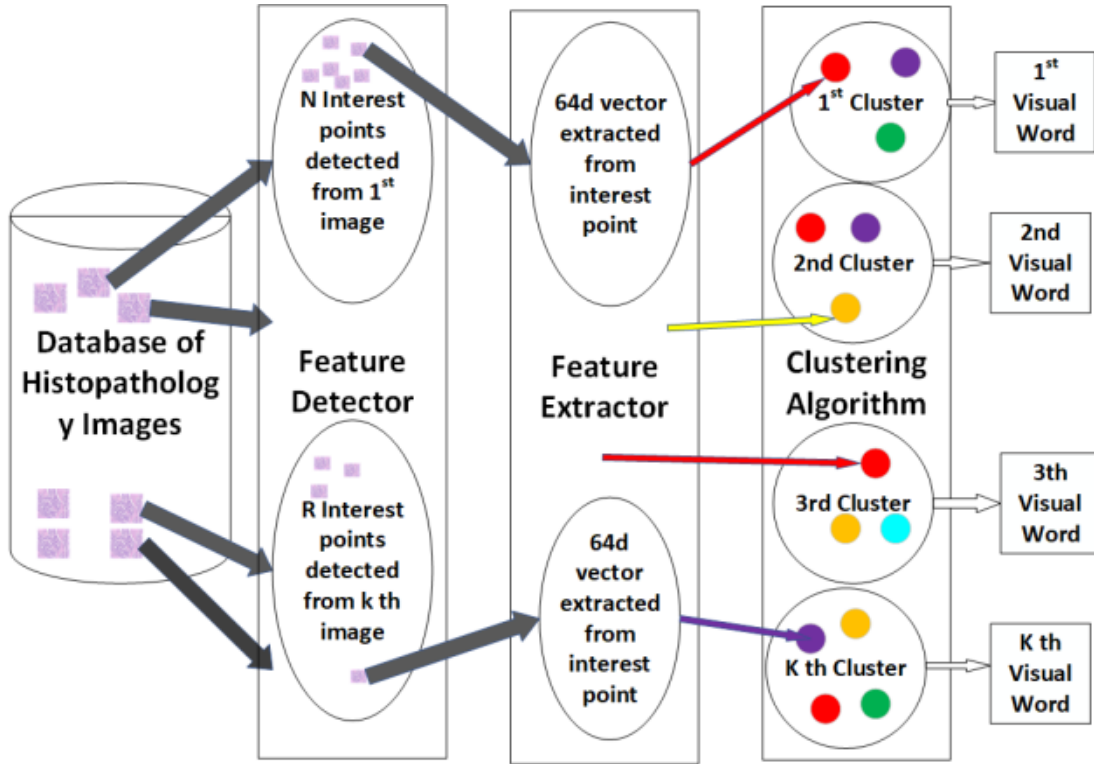 Database of
Histopatholog
y Images
N Interest
points
detected
from 1st
image
Feature
Detector
R Interest
points
detected
from k th
image
64d vector
extracted
from
interest
point
Feature
Extractor
64d
vector
extracted
from
interest
point
1st Cluster
2nd Cluster
Clustering
Algorithm
3rd Cluster
K th Cluster
1st
Visual
Word
2nd
Visual
Word
3th
Visual
Word
K th
Visual
Word